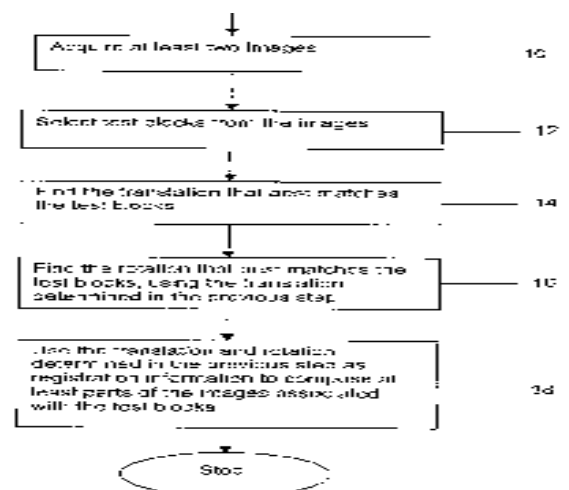 Acquire at least two images
10
Select test blocks from the images
12
Find the translation that best matches
the test blocks
14
Find the rotation that best matches the
test blocks, using the translation
determined in the previous step
16
Use the translation and rotation
determined in the previous step as
registration information to compose at
least parts of the images associated
with the test blocks
Stop